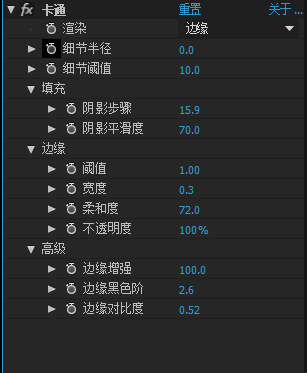 fx 卡通 重置 关于 ...
渲染 边缘
细节半径 0.0
细节阈值 10.0
填充
阴影步骤 15.9
阴影平滑度 70.0
边缘
阈值 1.00
宽度 0.3
柔和度 72.0
不透明度 100%
高级
边缘增强 100.0
边缘黑色阶 2.6
边缘对比度 0.52